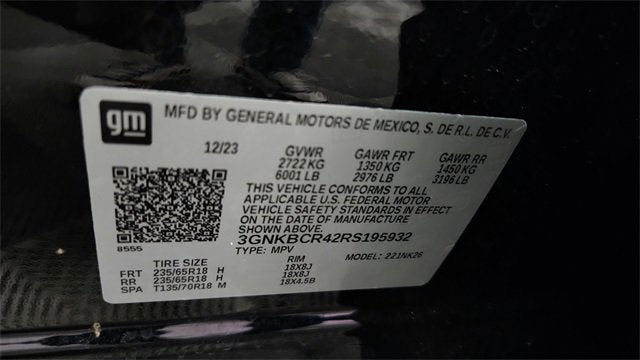 gm
MFD BY GENERAL MOTORS DE MEXICO, S. DE R.L. DE C.V.
12/23 GVWR GAWR FRT GAWR RR
2722 KG 1350 KG 1450 KG
6001 LB 2976 LB 3196 LB
THIS VEHICLE CONFORMS TO ALL
APPLICABLE U.S. FEDERAL MOTOR
VEHICLE SAFETY STANDARDS IN EFFECT
ON THE DATE OF MANUFACTURE
SHOWN ABOVE.
3GNKBCR42RS195932
8555
TYPE: MPV MODEL: 221NK26
TIRE SIZE RIM
FRT 235/65R18 H 18X8J
RR 235/65R18 H 18X8J
SPA T135/70R18 M 18X4.5B